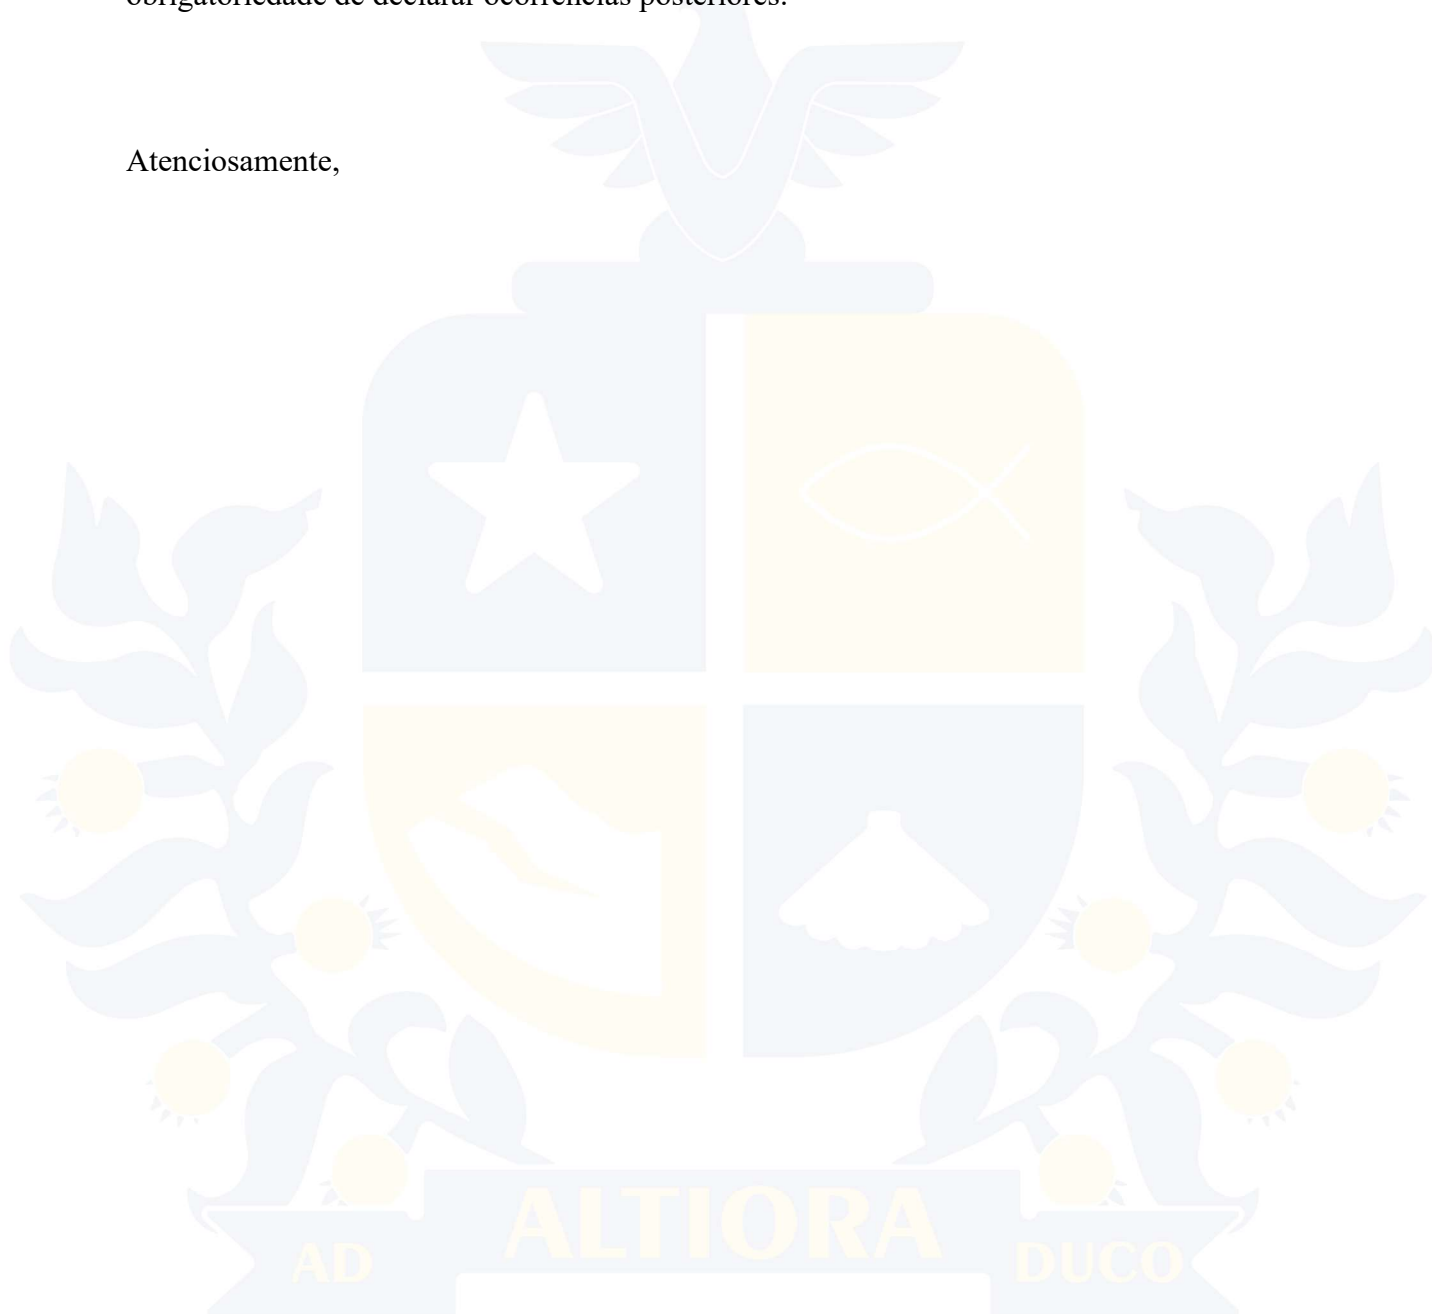 obrigatoriedade de declarar ocorrências posteriores.
Atenciosamente,
ALTIORA
AD DUCO